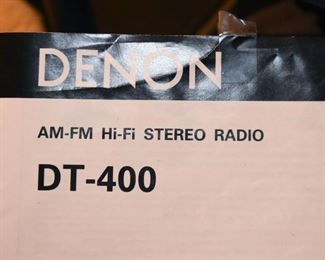 DENON
AM-FM Hi-Fi STEREO RADIO
DT-400